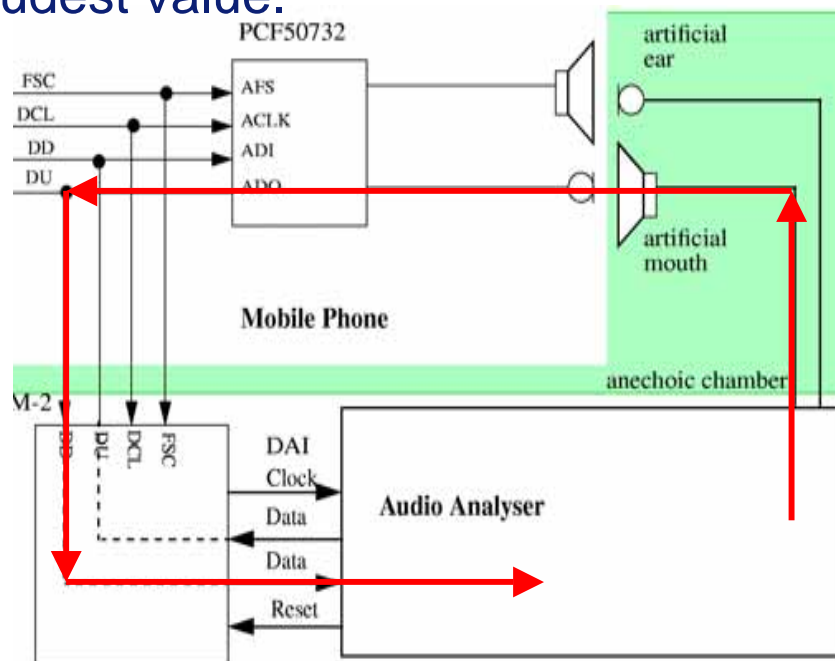 PCF50732
artificial
ear
FSC
AFS
DCL
ACLK
DD
ADI
DU
ADO
artificial
mouth
Mobile Phone
anechoic chamber
M-2
DD
DU
DCL
FSC
DAI
Clock
Audio Analyser
Data
Data
Reset